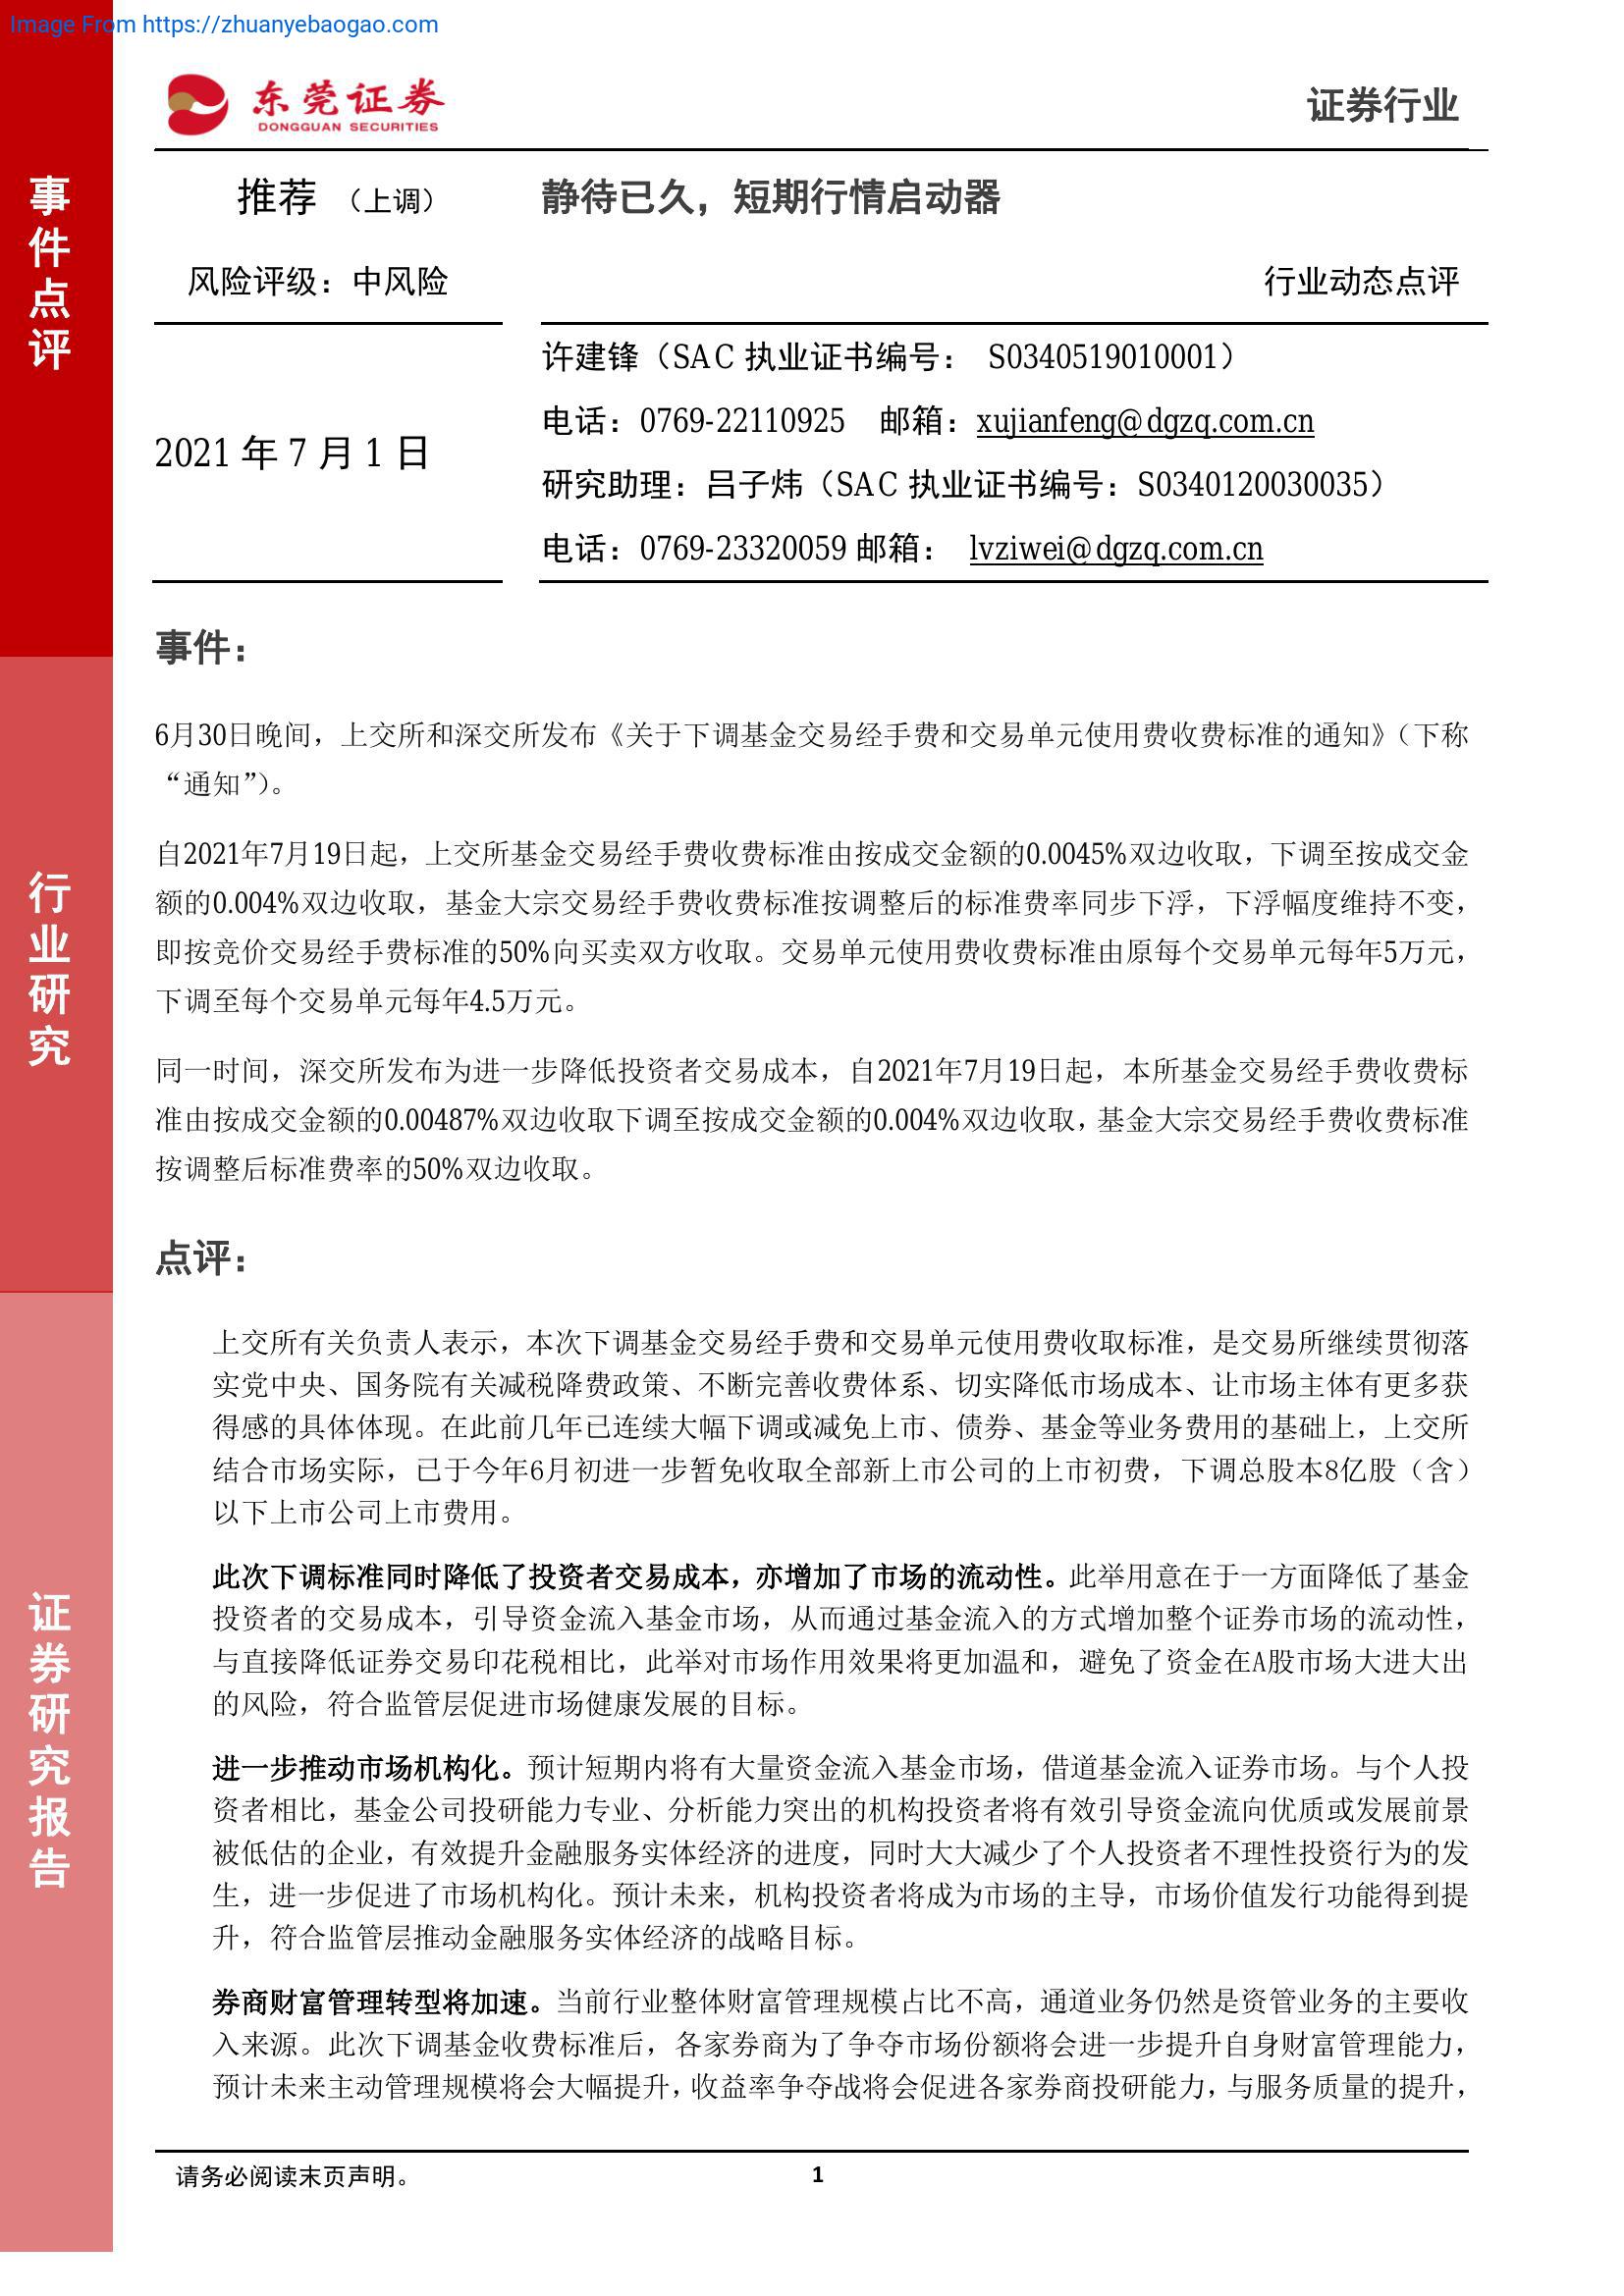 Image From https://zhuanyebaogao.com
东莞证券
DONGGUAN SECURITIES
证券行业
事件点评
推荐 （上调）
静待已久，短期行情启动器
风险评级：中风险
行业动态点评
2021 年 7 月 1 日
许建锋（SAC 执业证书编号： S0340519010001）
电话：0769-22110925 邮箱：xujianfeng@dgzq.com.cn
研究助理：吕子炜（SAC 执业证书编号：S0340120030035）
电话：0769-23320059 邮箱： lvziwei@dgzq.com.cn
事件：
6月30日晚间，上交所和深交所发布《关于下调基金交易经手费和交易单元使用费收费标准的通知》（下称
“通知”）。
自2021年7月19日起，上交所基金交易经手费收费标准由按成交金额的0.0045%双边收取，下调至按成交金
额的0.004%双边收取，基金大宗交易经手费收费标准按调整后的标准费率同步下浮，下浮幅度维持不变，
即按竞价交易经手费标准的50%向买卖双方收取。交易单元使用费收费标准由原每个交易单元每年5万元，
下调至每个交易单元每年4.5万元。
行业研究
同一时间，深交所发布为进一步降低投资者交易成本，自2021年7月19日起，本所基金交易经手费收费标
准由按成交金额的0.00487%双边收取下调至按成交金额的0.004%双边收取，基金大宗交易经手费收费标准
按调整后标准费率的50%双边收取。
点评：
上交所有关负责人表示，本次下调基金交易经手费和交易单元使用费收取标准，是交易所继续贯彻落
实党中央、国务院有关减税降费政策、不断完善收费体系、切实降低市场成本、让市场主体有更多获
得感的具体体现。在此前几年已连续大幅下调或减免上市、债券、基金等业务费用的基础上，上交所
结合市场实际，已于今年6月初进一步暂免收取全部新上市公司的上市初费，下调总股本8亿股（含）
以下上市公司上市费用。
此次下调标准同时降低了投资者交易成本，亦增加了市场的流动性。此举用意在于一方面降低了基金
投资者的交易成本，引导资金流入基金市场，从而通过基金流入的方式增加整个证券市场的流动性，
与直接降低证券交易印花税相比，此举对市场作用效果将更加温和，避免了资金在A股市场大进大出
的风险，符合监管层促进市场健康发展的目标。
证券研究报告
进一步推动市场机构化。预计短期内将有大量资金流入基金市场，借道基金流入证券市场。与个人投
资者相比，基金公司投研能力专业、分析能力突出的机构投资者将有效引导资金流向优质或发展前景
被低估的企业，有效提升金融服务实体经济的进度，同时大大减少了个人投资者不理性投资行为的发
生，进一步促进了市场机构化。预计未来，机构投资者将成为市场的主导，市场价值发行功能得到提
升，符合监管层推动金融服务实体经济的战略目标。
券商财富管理转型将加速。当前行业整体财富管理规模占比不高，通道业务仍然是资管业务的主要收
入来源。此次下调基金收费标准后，各家券商为了争夺市场份额将会进一步提升自身财富管理能力，
预计未来主动管理规模将会大幅提升，收益率争夺战将会促进各家券商投研能力，与服务质量的提升，
请务必阅读末页声明。
1